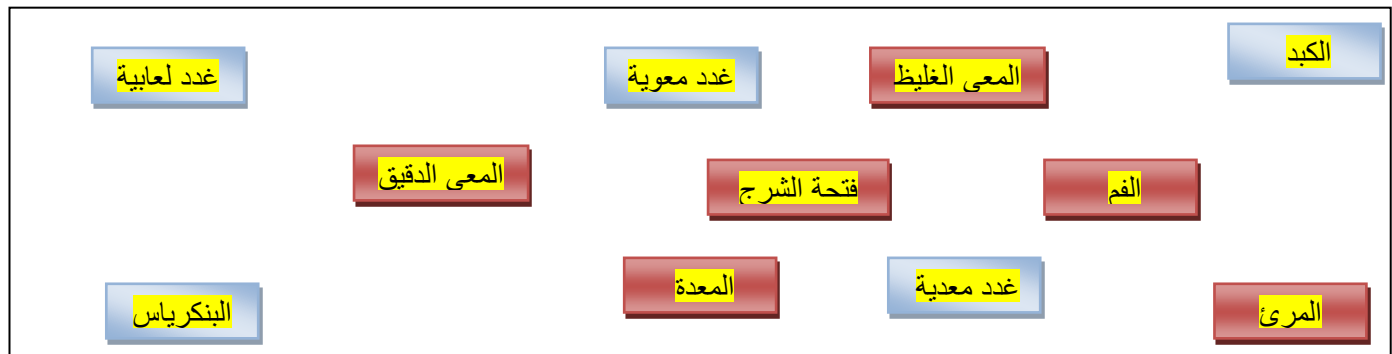 الكبد
المعى الغليظ
غدد معوية
غدد لعابية
الفم
فتحة الشرج
المعى الدقيق
المرئ
غدد معدية
المعدة
البنكرياس